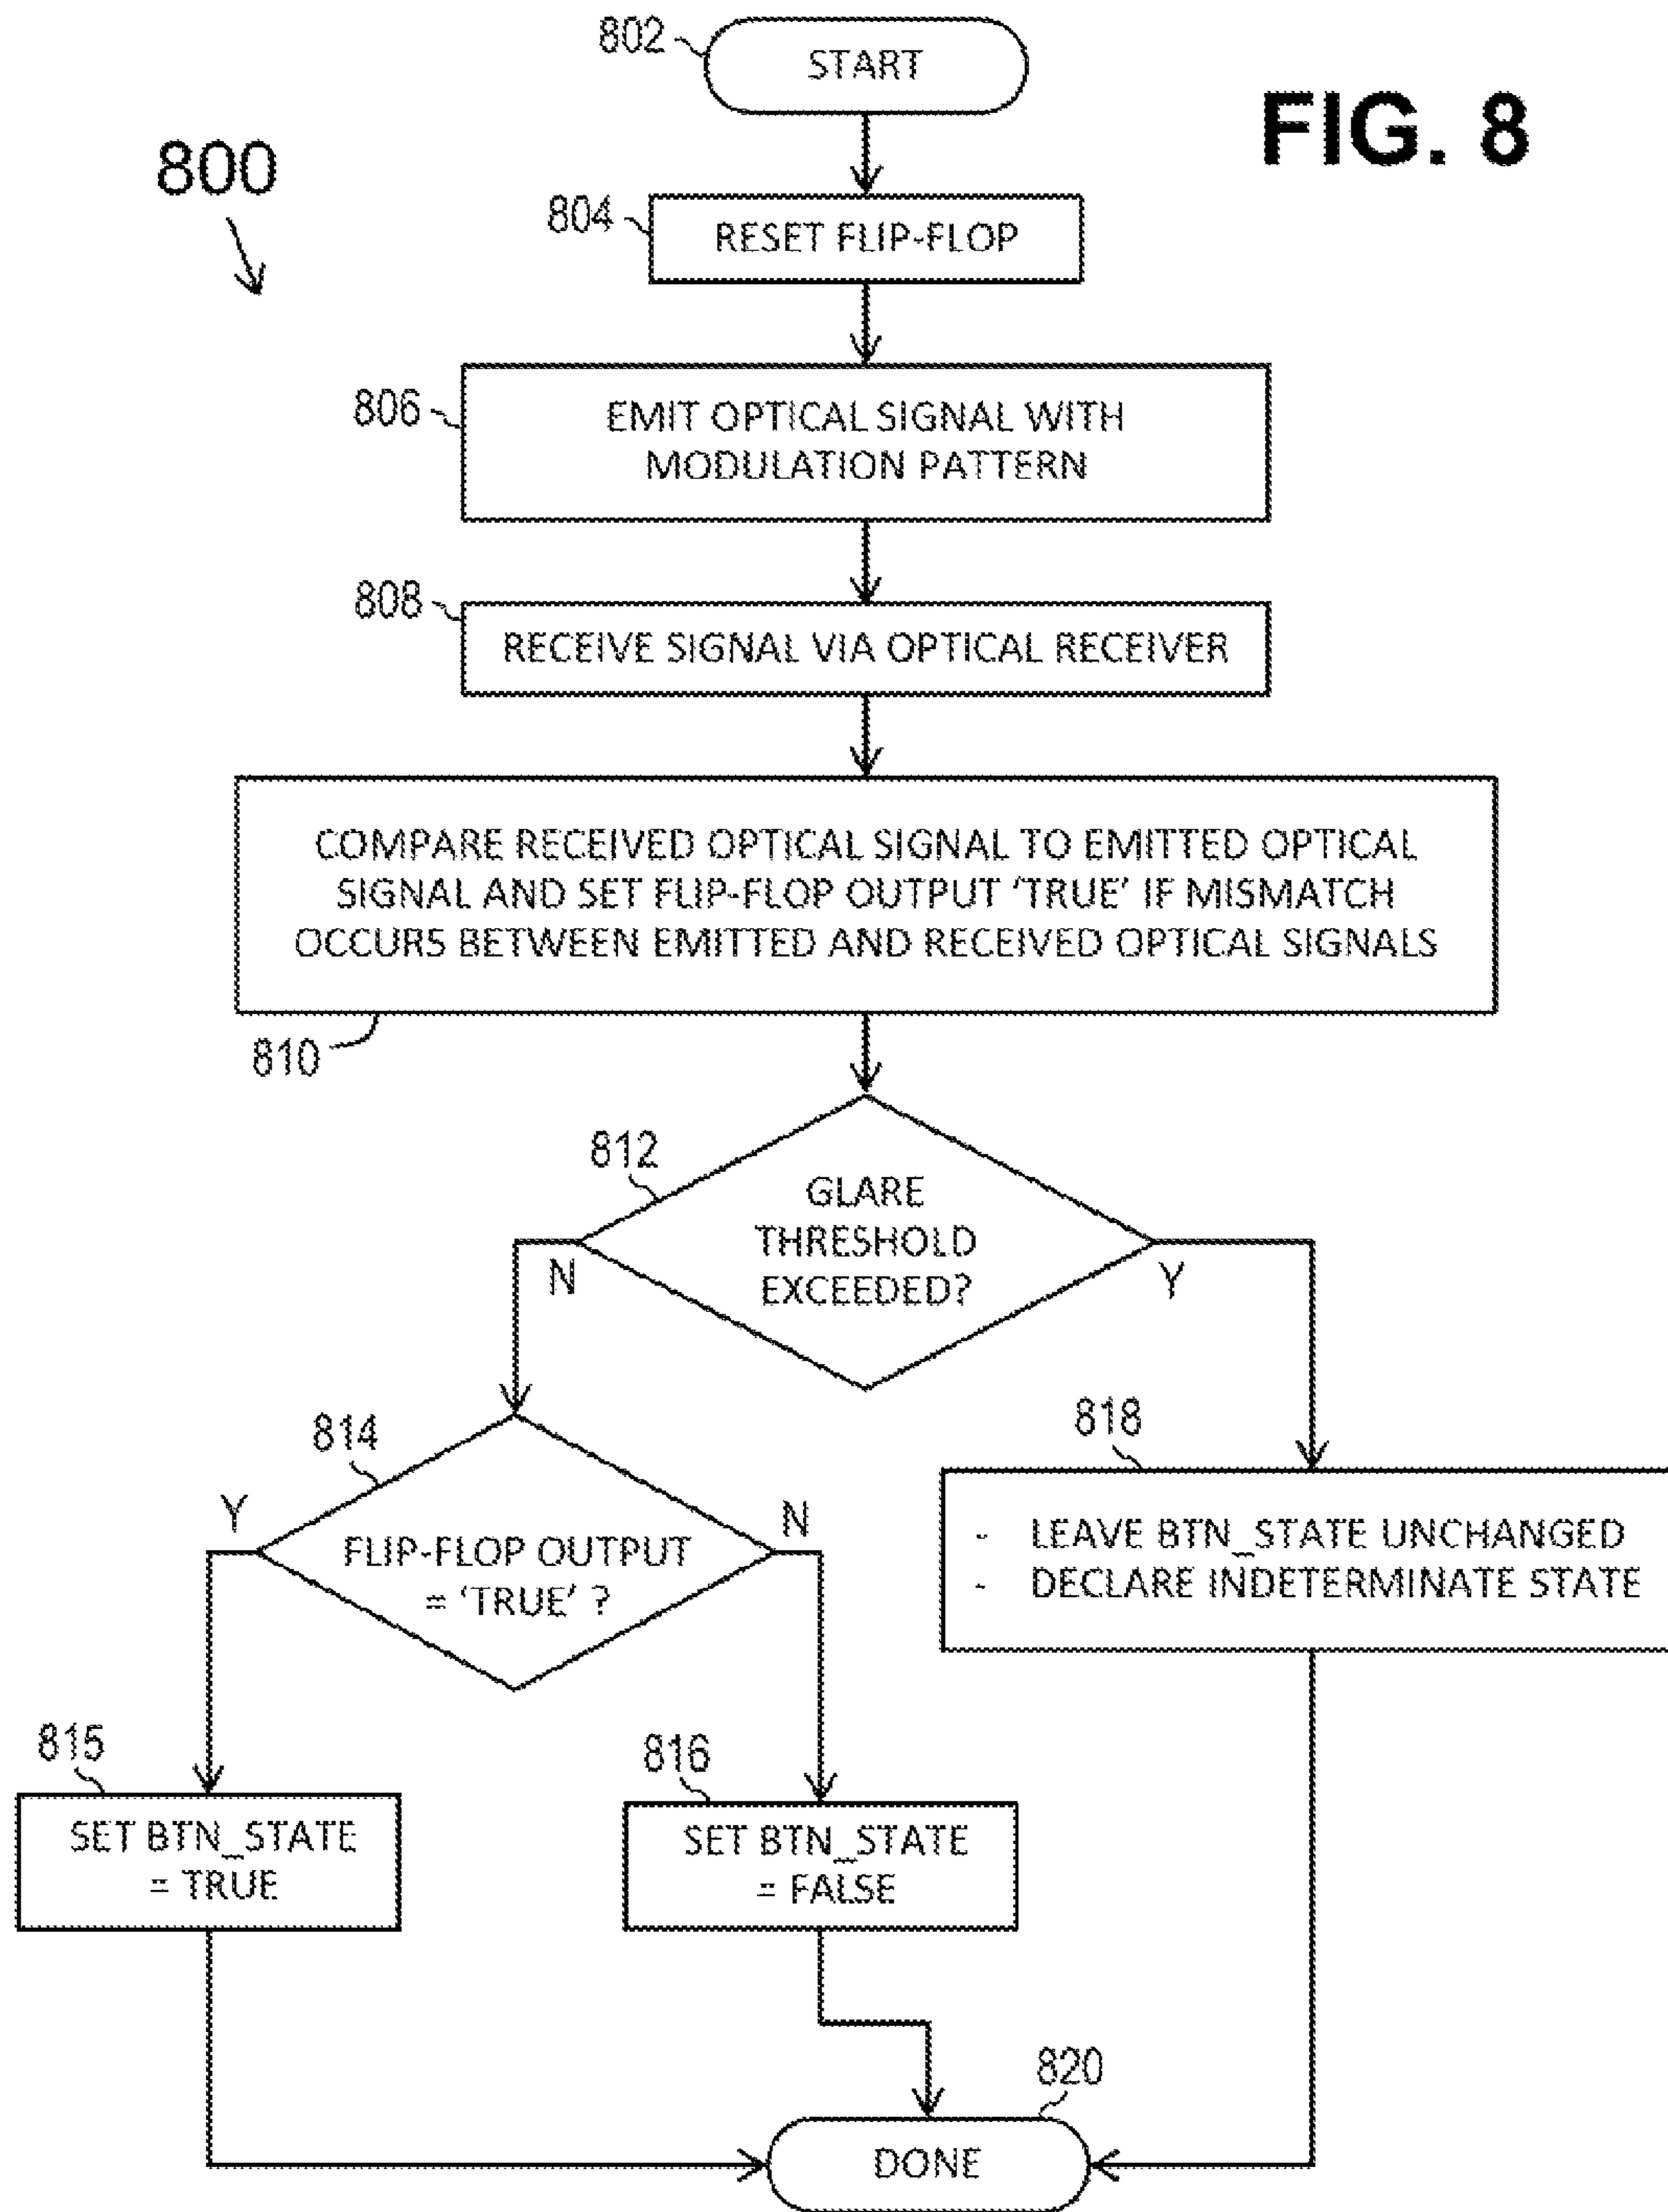 802
START
FIG. 8
800
804
RESET FLIP-FLOP
806
EMIT OPTICAL SIGNAL WITH
MODULATION PATTERN
808
RECEIVE SIGNAL VIA OPTICAL RECEIVER
COMPARE RECEIVED OPTICAL SIGNAL TO EMITTED OPTICAL
SIGNAL AND SET FLIP-FLOP OUTPUT ‘TRUE’ IF MISMATCH
OCCURS BETWEEN EMITTED AND RECEIVED OPTICAL SIGNALS
810
812
GLARE
THRESHOLD
EXCEEDED?
N
Y
814
Y
N
FLIP-FLOP OUTPUT
= ‘TRUE’ ?
818
- LEAVE BTN_STATE UNCHANGED
- DECLARE INDETERMINATE STATE
815
SET BTN_STATE
= TRUE
816
SET BTN_STATE
= FALSE
820
DONE